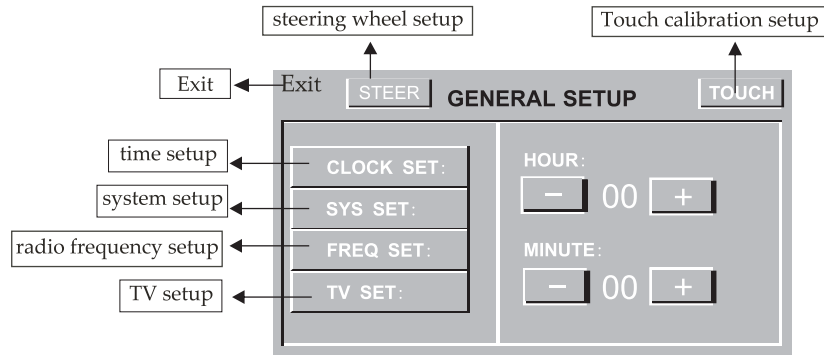 steering wheel setup
Touch calibration setup
Exit
Exit
STEER
GENERAL SETUP
TOUCH
time setup
CLOCK SET:
system setup
SYS SET:
radio frequency setup
FREQ SET:
TV setup
TV SET:
HOUR:
− 00 +
MINUTE:
− 00 +